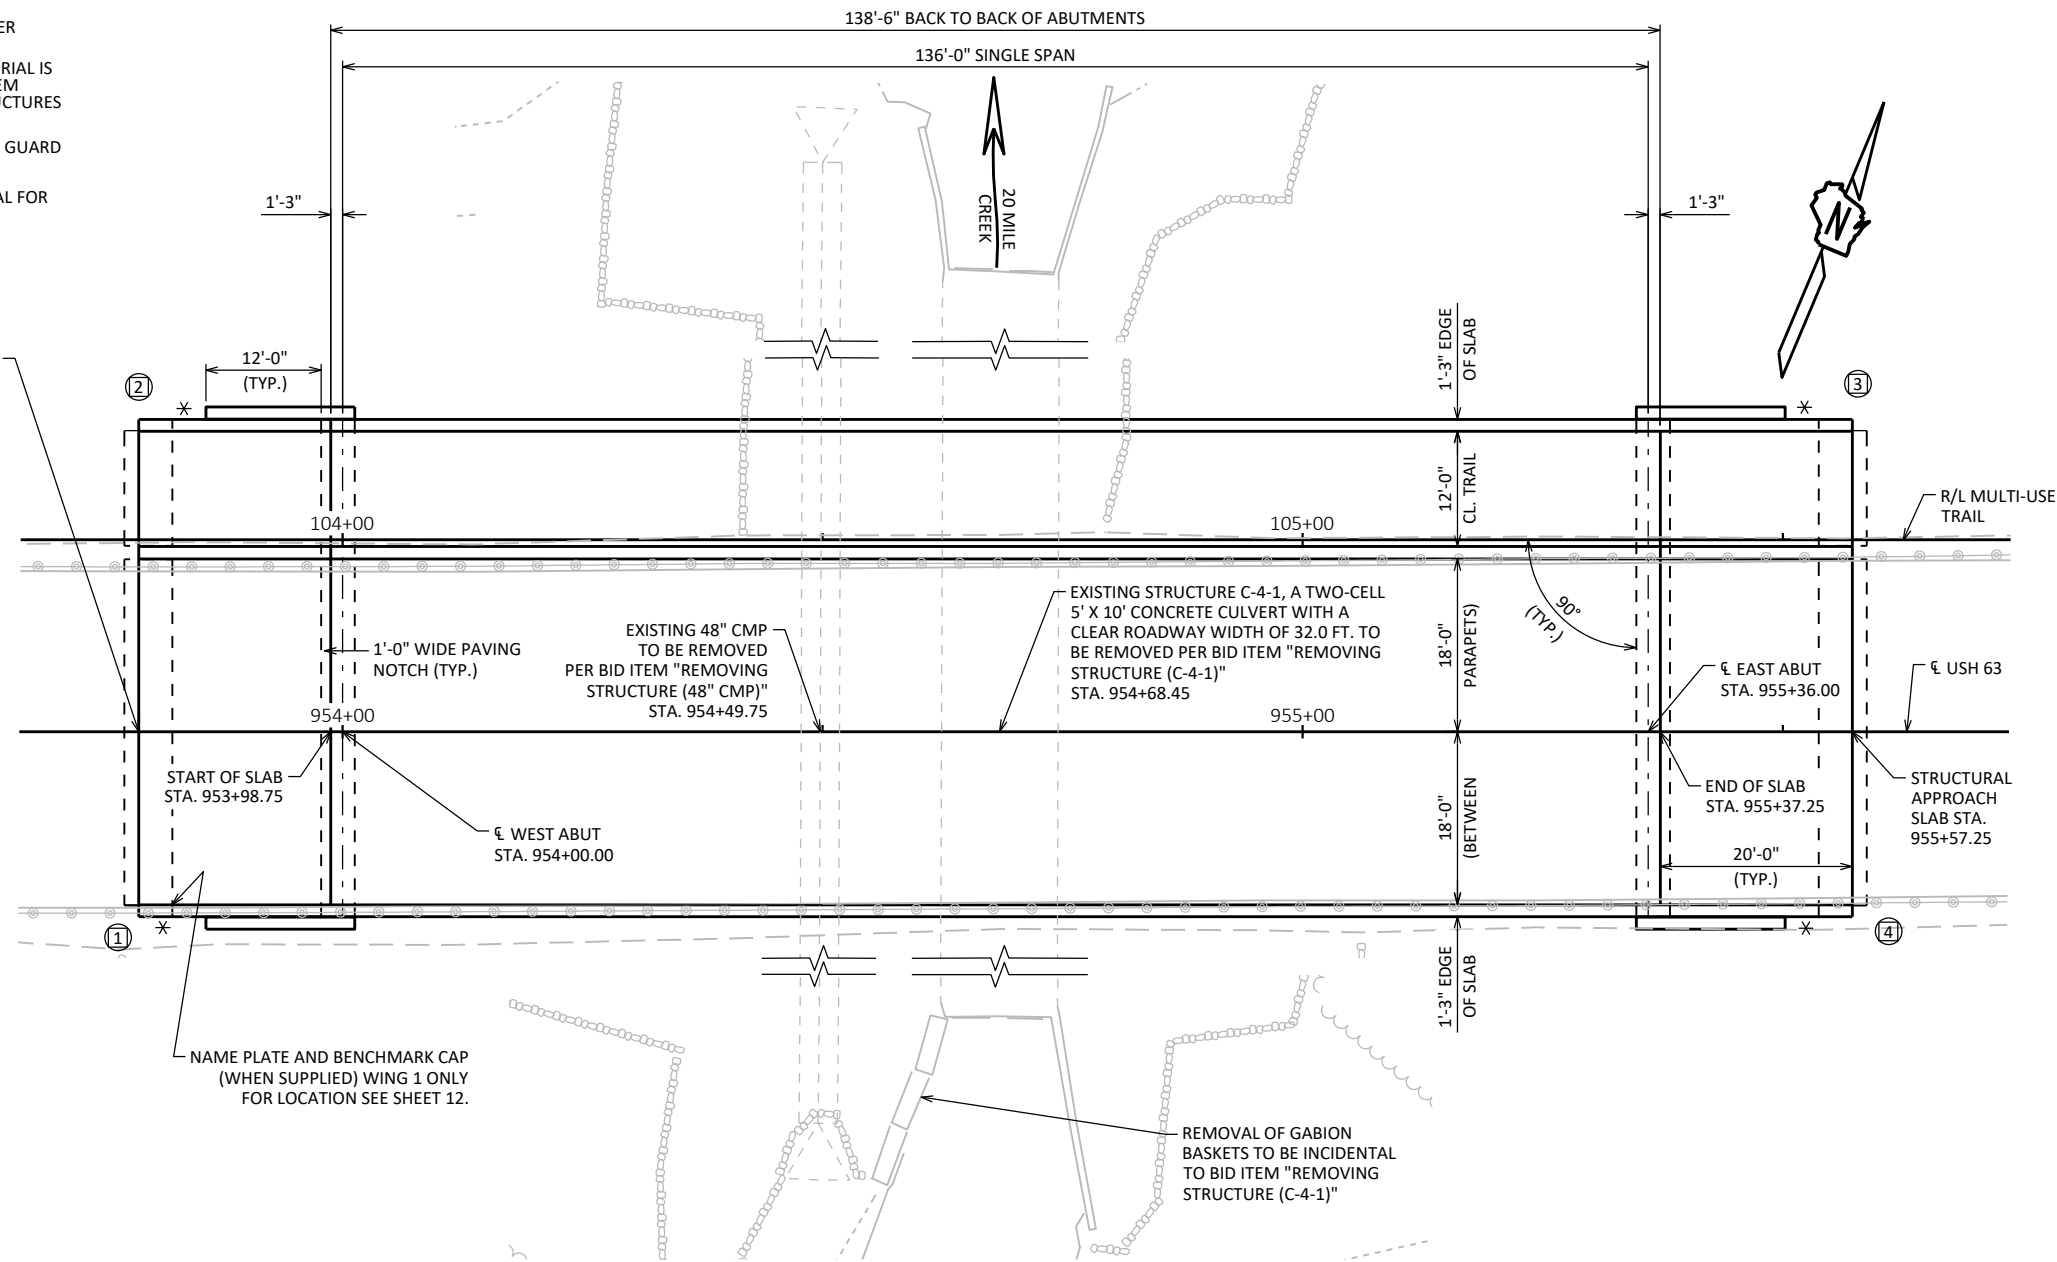 138'-6" BACK TO BACK OF ABUTMENTS
136'-0" SINGLE SPAN
ER
RIAL IS
EM
UCTURES
GUARD
AL FOR
1'-3"
20 MILE
CREEK
1'-3"
N
12'-0"
(TYP.)
1'-3" EDGE
OF SLAB
2
3
12'-0"
CL. TRAIL
R/L MULTI-USE
TRAIL
104+00
105+00
18'-0"
PARAPETS)
90°
(TYP.)
1'-0" WIDE PAVING
NOTCH (TYP.)
EXISTING 48" CMP
TO BE REMOVED
PER BID ITEM "REMOVING
STRUCTURE (48" CMP)"
STA. 954+49.75
EXISTING STRUCTURE C-4-1, A TWO-CELL
5' X 10' CONCRETE CULVERT WITH A
CLEAR ROADWAY WIDTH OF 32.0 FT. TO
BE REMOVED PER BID ITEM "REMOVING
STRUCTURE (C-4-1)"
STA. 954+68.45
℄ EAST ABUT
STA. 955+36.00
℄ USH 63
954+00
955+00
START OF SLAB
STA. 953+98.75
℄ WEST ABUT
STA. 954+00.00
18'-0"
(BETWEEN
END OF SLAB
STA. 955+37.25
STRUCTURAL
APPROACH
SLAB STA.
955+57.25
20'-0"
(TYP.)
1
4
1'-3" EDGE
OF SLAB
NAME PLATE AND BENCHMARK CAP
(WHEN SUPPLIED) WING 1 ONLY
FOR LOCATION SEE SHEET 12.
REMOVAL OF GABION
BASKETS TO BE INCIDENTAL
TO BID ITEM "REMOVING
STRUCTURE (C-4-1)"